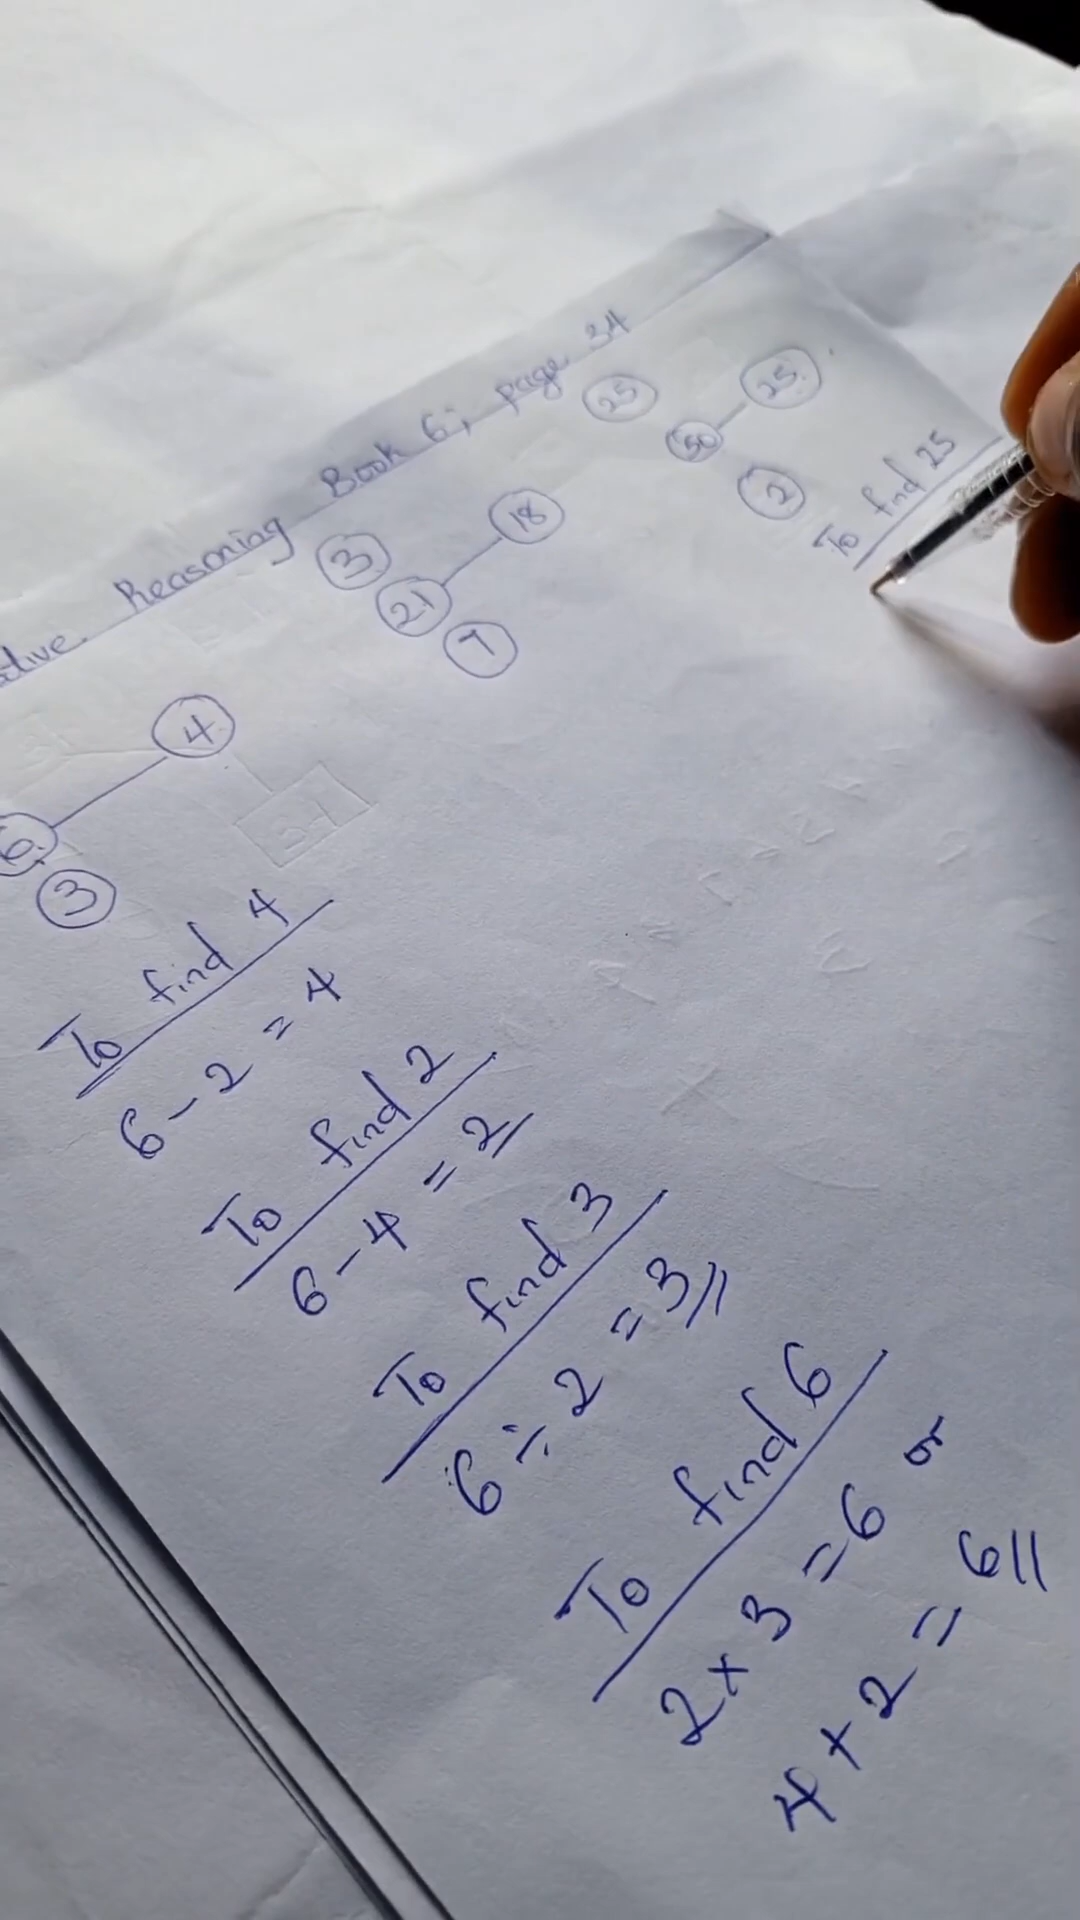 Reasoning Book 6; page 34
25
25
50
2
18
3
21
7
4
6
3
To find 25
To find 4
6 - 2 = 4
To find 2
6 - 4 = 2
To find 3
6 ÷ 2 = 3
To find 6
2 × 3 = 6 or
4 + 2 = 6